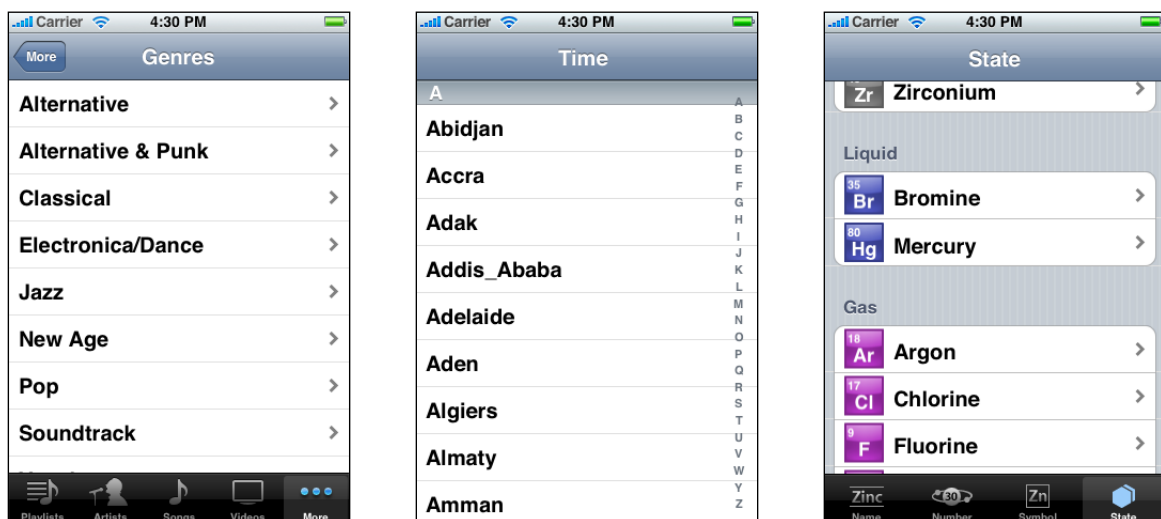 Carrier 4:30 PM
More Genres
Alternative
Alternative & Punk
Classical
Electronica/Dance
Jazz
New Age
Pop
Soundtrack
Playlists Artists Songs Videos More
Carrier 4:30 PM
Time
A
Abidjan
Accra
Adak
Addis_Ababa
Adelaide
Aden
Algiers
Almaty
Amman
A
B
C
D
E
F
G
H
I
J
K
L
M
N
O
P
Q
R
S
T
U
V
W
Y
Z
Carrier 4:30 PM
State
Zr Zirconium
Liquid
35
Br Bromine
80
Hg Mercury
Gas
18
Ar Argon
17
Cl Chlorine
9
F Fluorine
Zinc 30 Zn
Name Number Symbol State